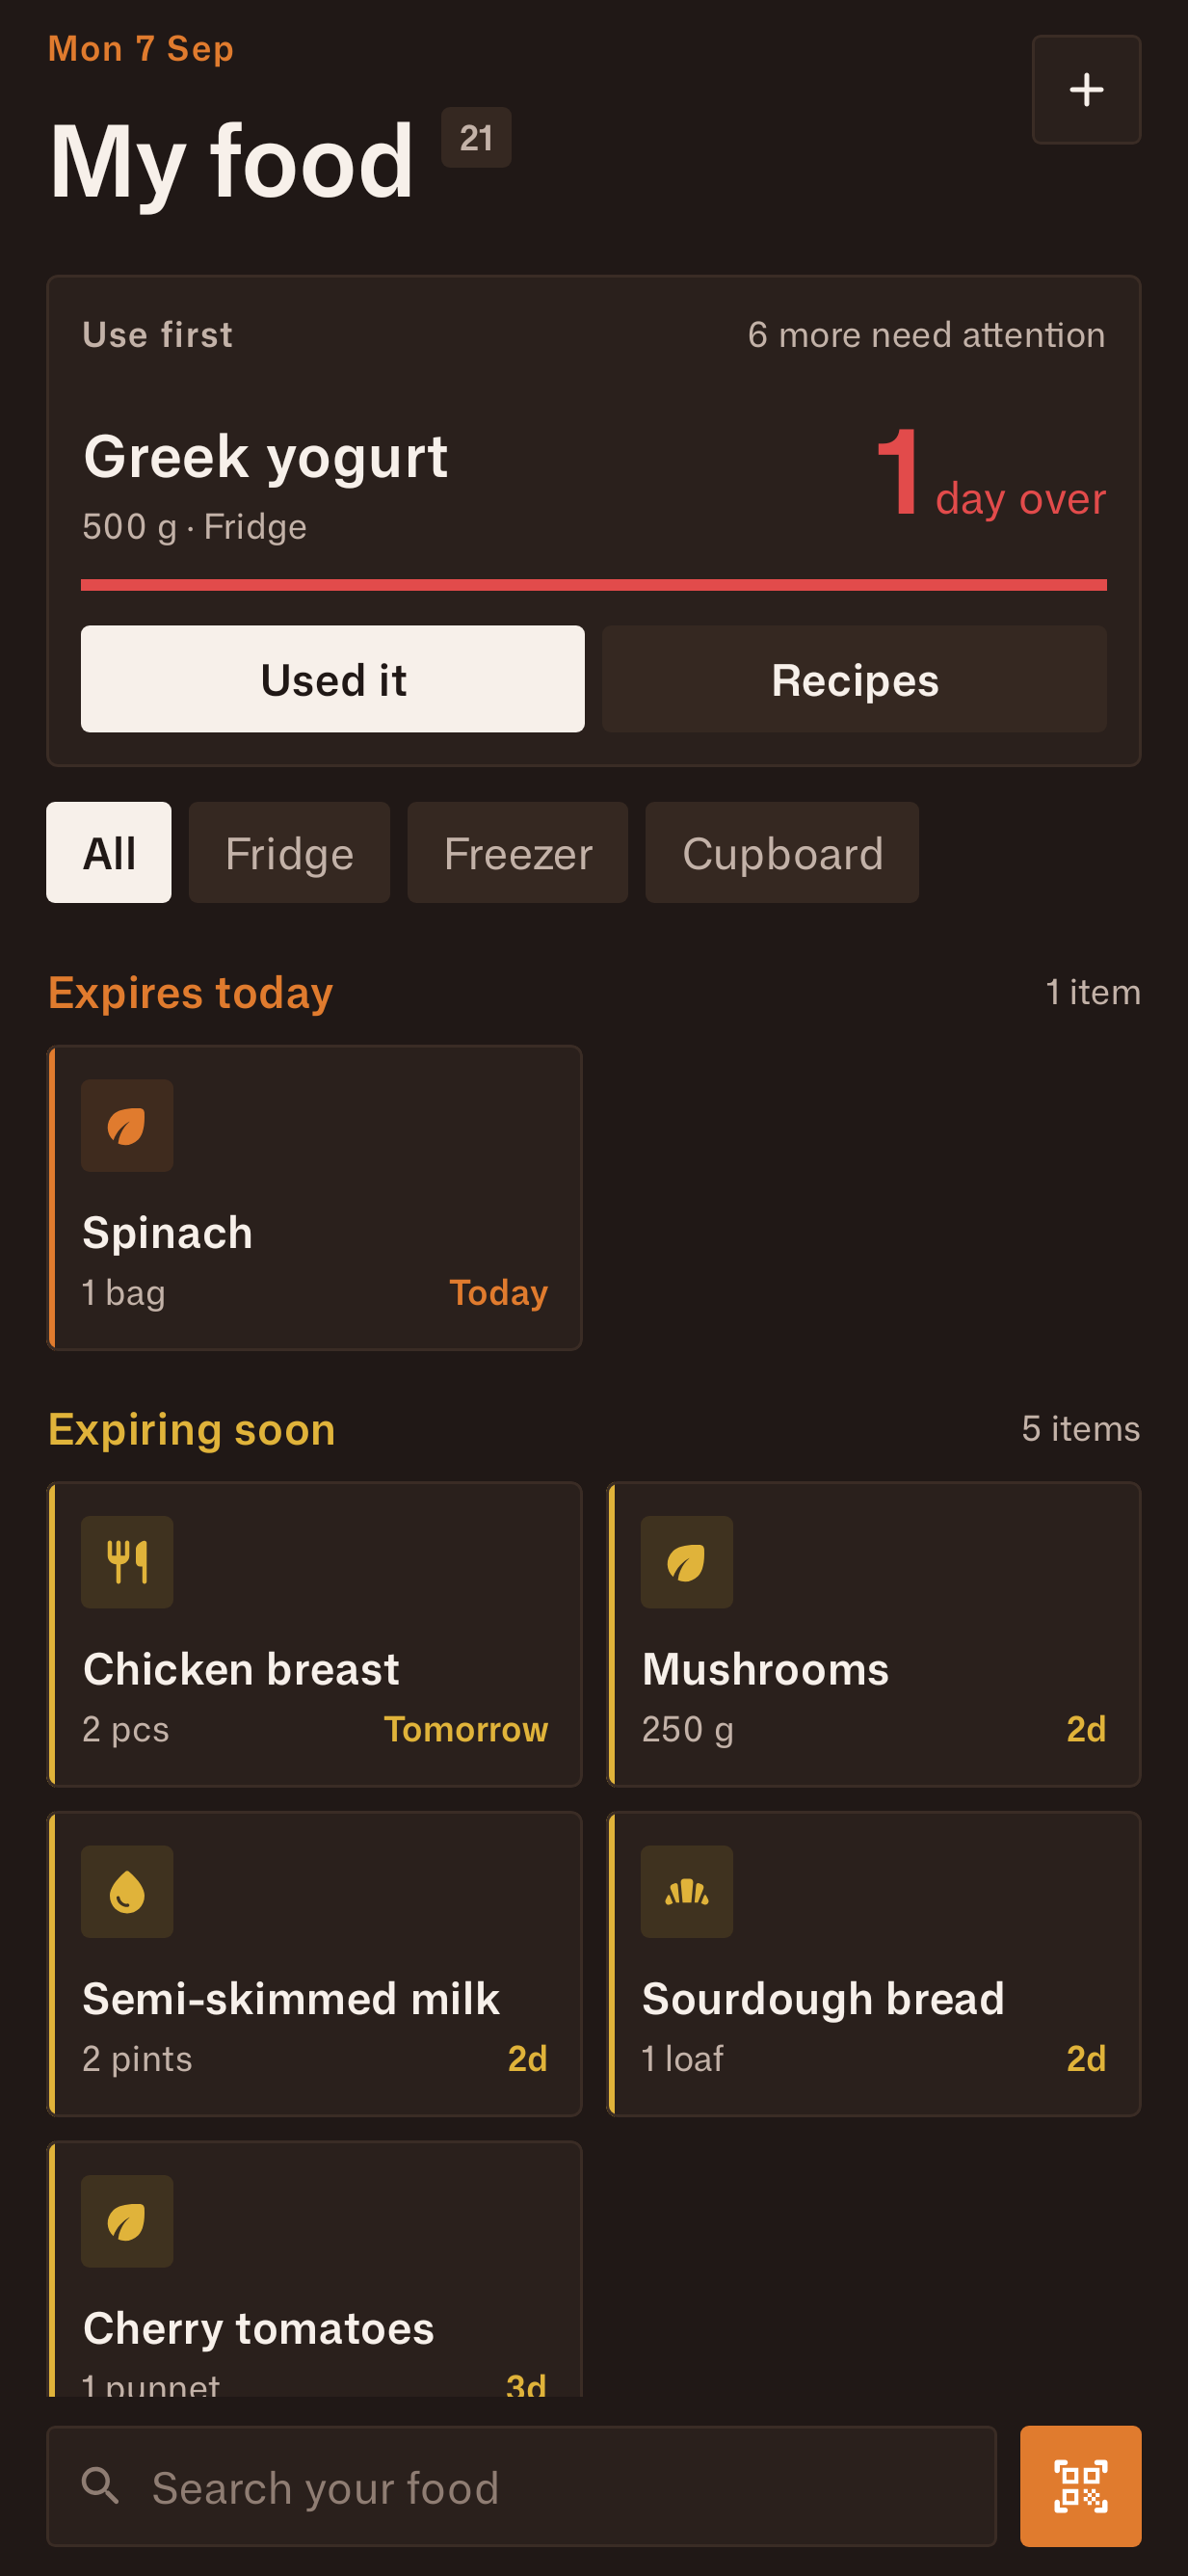 Mon 7 Sep
My food 21
Use first 6 more need attention
Greek yogurt 1 day over
500 g · Fridge
Used it Recipes
All Fridge Freezer Cupboard
Expires today 1 item
Spinach
1 bag Today
Expiring soon 5 items
Chicken breast Mushrooms
2 pcs Tomorrow 250 g 2d
Semi-skimmed milk Sourdough bread
2 pints 2d 1 loaf 2d
Cherry tomatoes
1 punnet 3d
Search your food